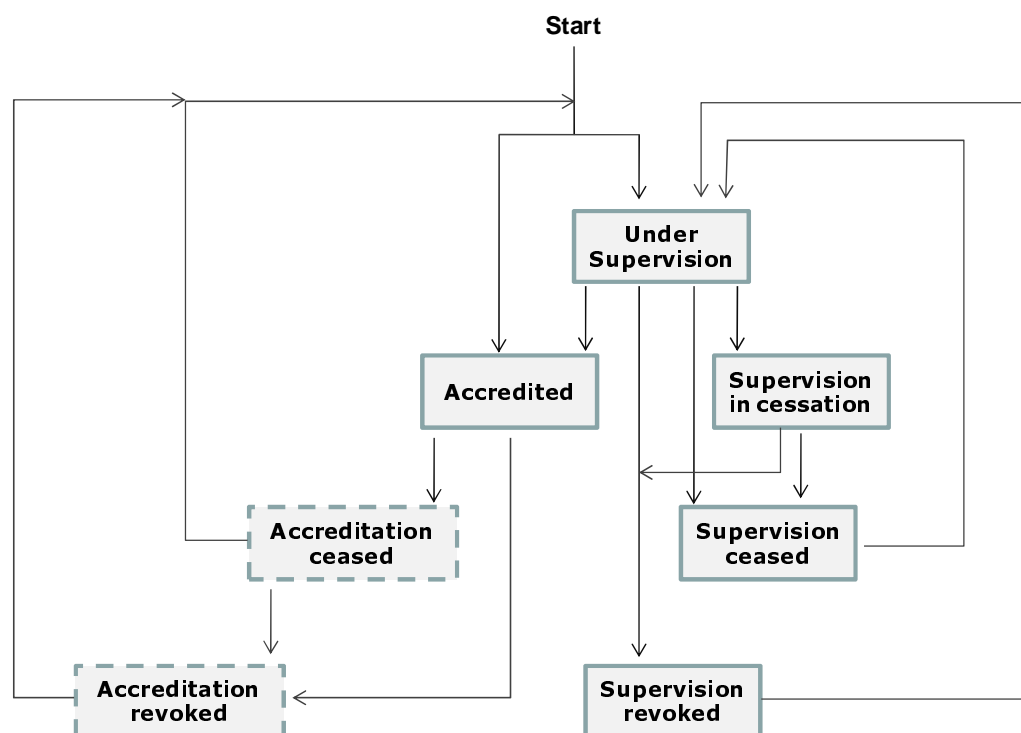 Start
Under
Supervision
Accredited
Supervision
in cessation
Accreditation
ceased
Supervision
ceased
Accreditation
revoked
Supervision
revoked